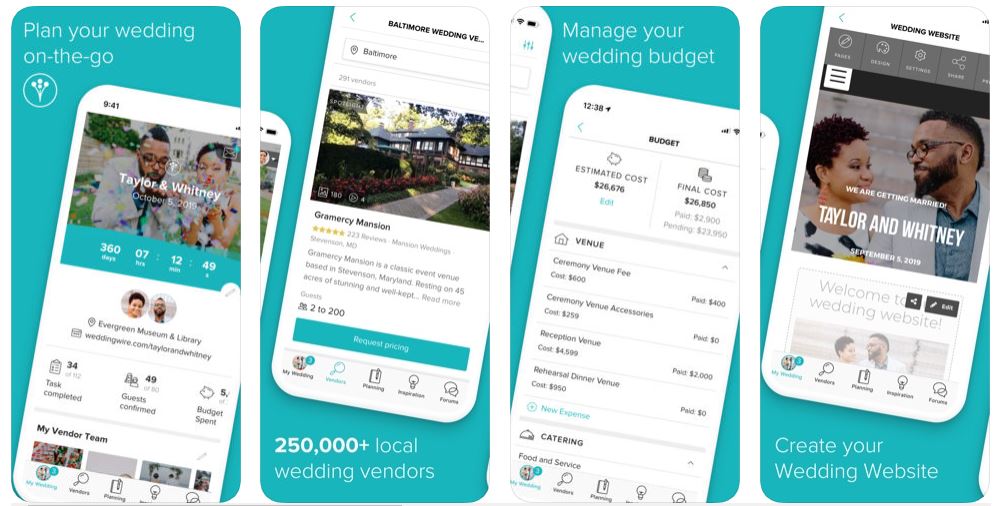 Plan your wedding
on-the-go
9:41
Taylor & Whitney
October 5, 2019
360 07 12 49
days hrs min s
Evergreen Museum & Library
weddingwire.com/taylorandwhitney
34
of 112
Task
completed
49
of 80
Guests
confirmed
5,
of
Budget
Spent
My Vendor Team
3
My Wedding
Vendors
Planning
BALTIMORE WEDDING VE...
Baltimore
291 vendors
SPOTLIGHT
180 4
Gramercy Mansion
223 Reviews · Mansion Weddings ·
Stevenson, MD
Gramercy Mansion is a classic event venue
based in Stevenson, Maryland. Resting on 45
acres of stunning and well-kept... Read more
Guests
2 to 200
Request pricing
3
My Wedding
Vendors
Planning
Inspiration
Forums
250,000+ local
wedding vendors
Manage your
wedding budget
12:38
BUDGET
ESTIMATED COST
$26,676
Edit
FINAL COST
$26,850
Paid: $2,900
Pending: $23,950
VENUE
Ceremony Venue Fee
Cost: $600
Paid: $400
Ceremony Venue Accessories
Cost: $259
Paid: $0
Reception Venue
Cost: $4,599
Paid: $2,000
Rehearsal Dinner Venue
Cost: $950
Paid: $0
New Expense
CATERING
Food and Service
3
My Wedding
Vendors
Planning
WEDDING WEBSITE
PAGES
DESIGN
SETTINGS
SHARE
WE ARE GETTING MARRIED!
TAYLOR AND WHITNEY
SEPTEMBER 5, 2019
Edit
Welcome to
wedding website!
3
My Wedding
Vendors
Planning
Inspiration
Forums
Create your
Wedding Website